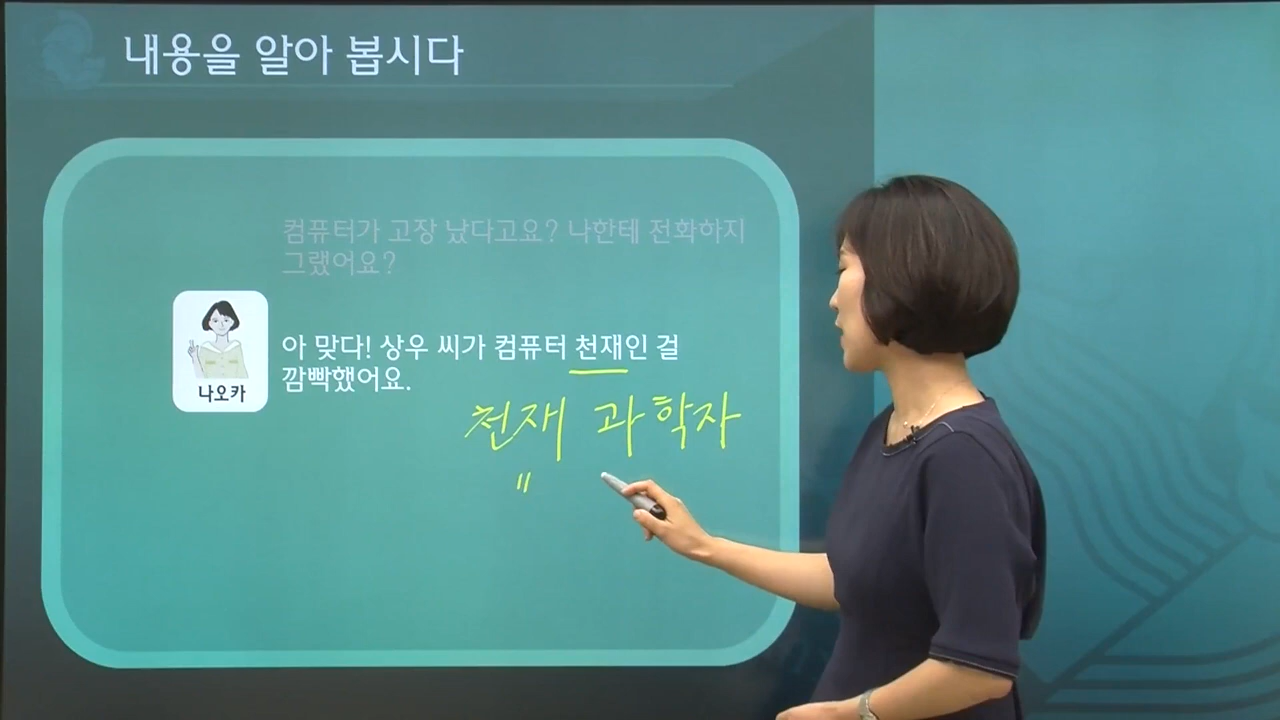 내용을 알아 봅시다
컴퓨터가 고장 났다고요? 나한테 전화하지
그랬어요?
아 맞다! 상우 씨가 컴퓨터 천재인 걸
깜빡했어요.
나오카
천재 과학자
"